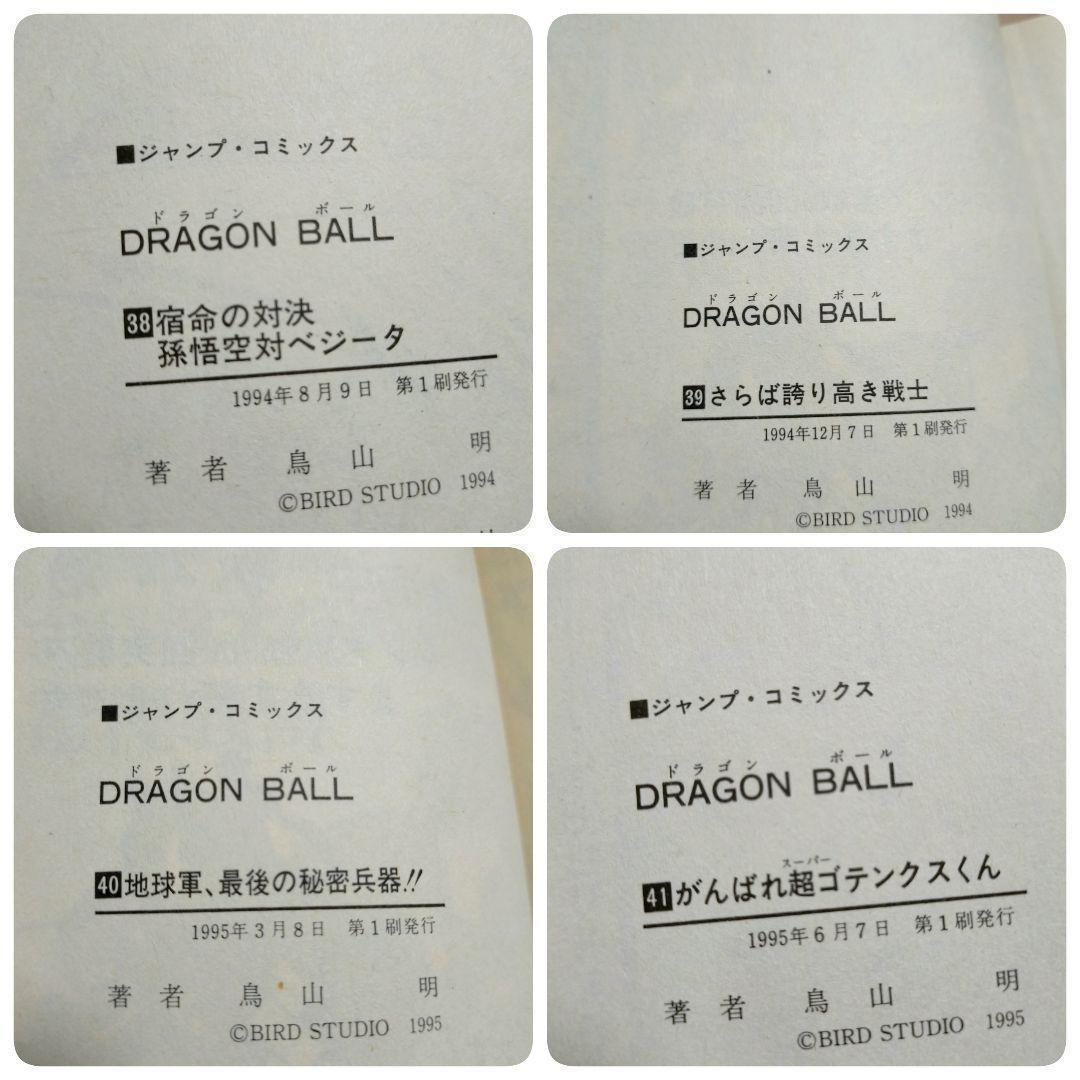 ■ジャンプ・コミックス
ドラゴン ボール
DRAGON BALL
38 宿命の対決
孫悟空対ベジータ
1994年8月9日 第1刷発行
著者 鳥山 明
©BIRD STUDIO 1994
■ジャンプ・コミックス
ドラゴン ボール
DRAGON BALL
39 さらば誇り高き戦士
1994年12月7日 第1刷発行
著者 鳥山 明
©BIRD STUDIO 1994
■ジャンプ・コミックス
ドラゴン ボール
DRAGON BALL
40 地球軍、最後の秘密兵器!!
1995年3月8日 第1刷発行
著者 鳥山 明
©BIRD STUDIO 1995
■ジャンプ・コミックス
ドラゴン ボール
DRAGON BALL
スーパー
41 がんばれ超ゴテンクスくん
1995年6月7日 第1刷発行
著者 鳥山 明
©BIRD STUDIO 1995